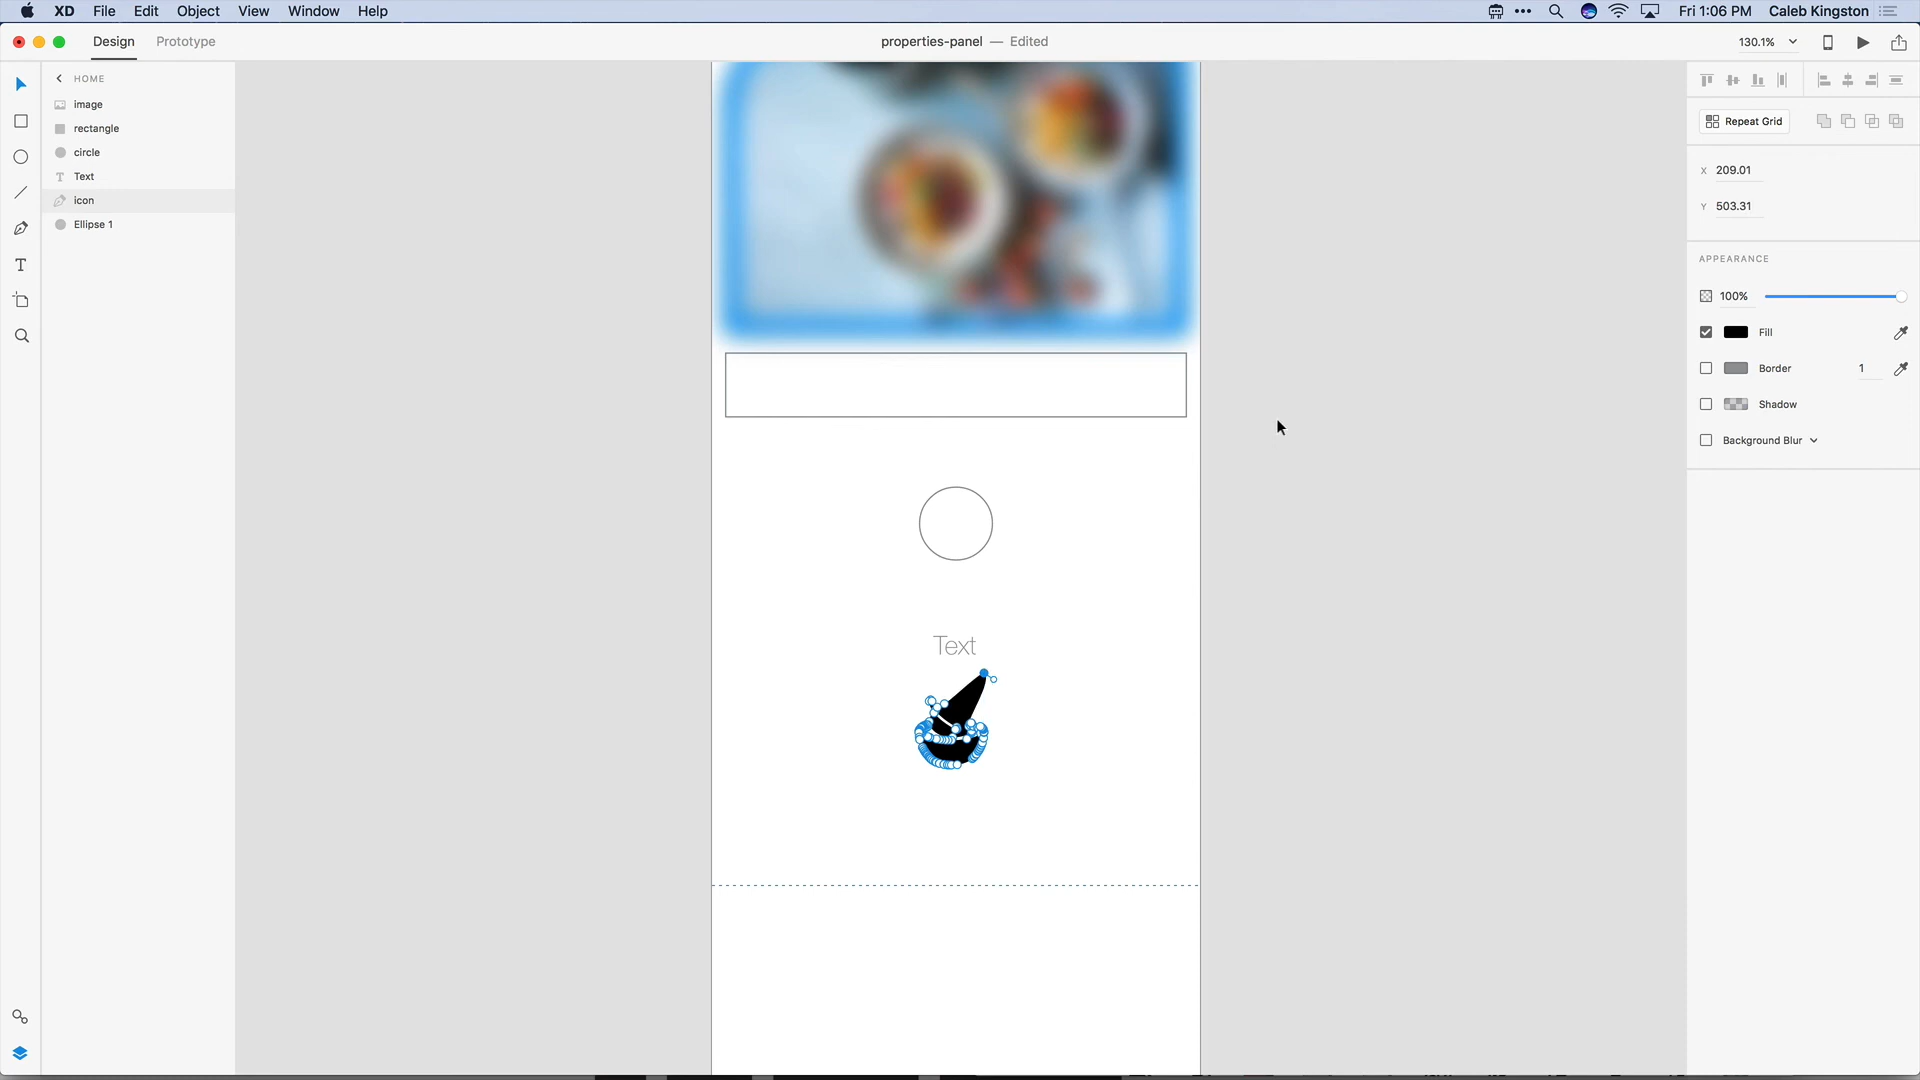 XD File Edit Object View Window Help
Fri 1:06 PM Caleb Kingston
Design Prototype
properties-panel — Edited
130.1%
HOME
image
rectangle
circle
Text
icon
Ellipse 1
Text
Repeat Grid
X 209.01
Y 503.31
APPEARANCE
100%
Fill
Border 1
Shadow
Background Blur